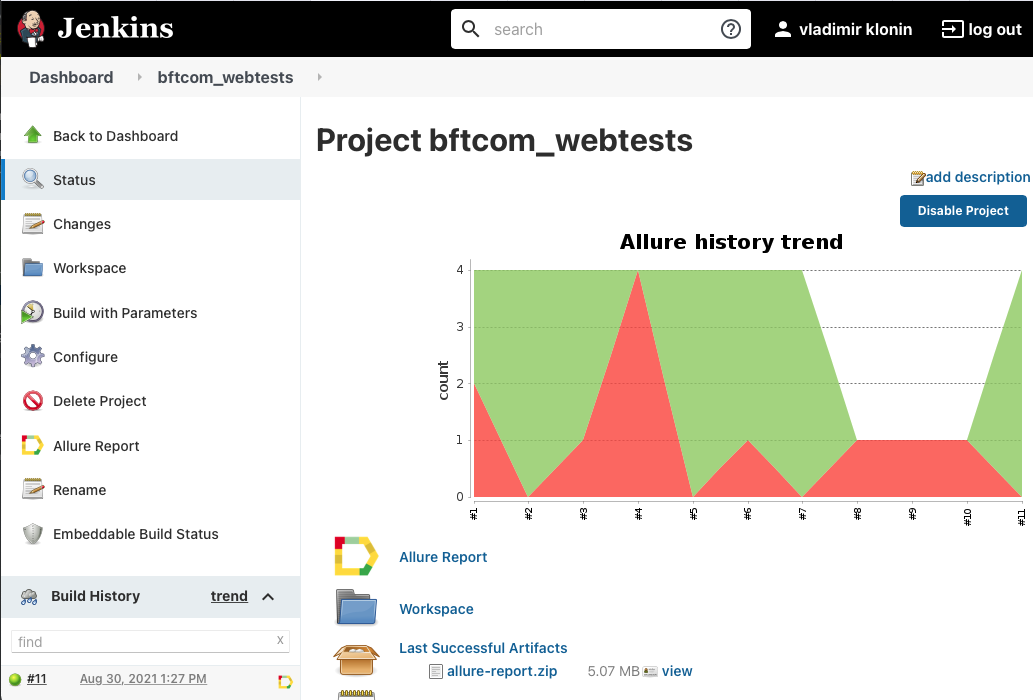 Jenkins
search
vladimir klonin
log out
Dashboard
bftcom_webtests
Back to Dashboard
Status
Changes
Workspace
Build with Parameters
Configure
Delete Project
Allure Report
Rename
Embeddable Build Status
Build History
trend
find
X
#11
Aug 30, 2021 1:27 PM
Project bftcom_webtests
add description
Disable Project
Allure history trend
4
3
2
1
0
count
#1 #2 #3 #4 #5 #6 #7 #8 #9 #10 #11
Allure Report
Workspace
Last Successful Artifacts
allure-report.zip 5.07 MB view